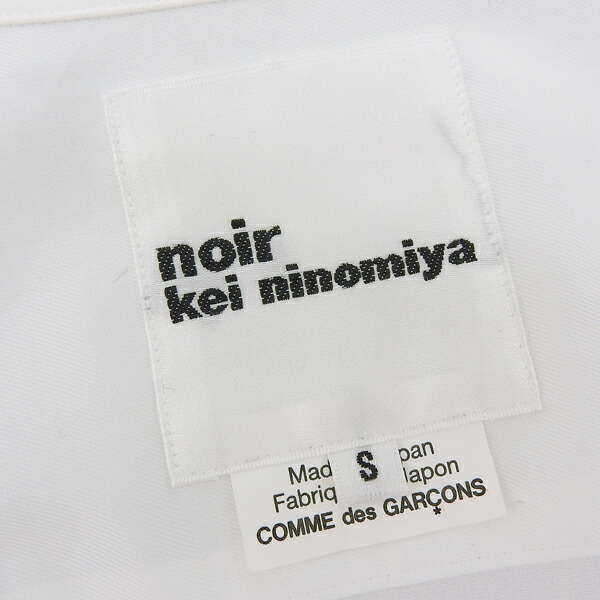 noir
kei ninomiya
S
Mad pan
Fabriq Japon
COMME des GARÇONS